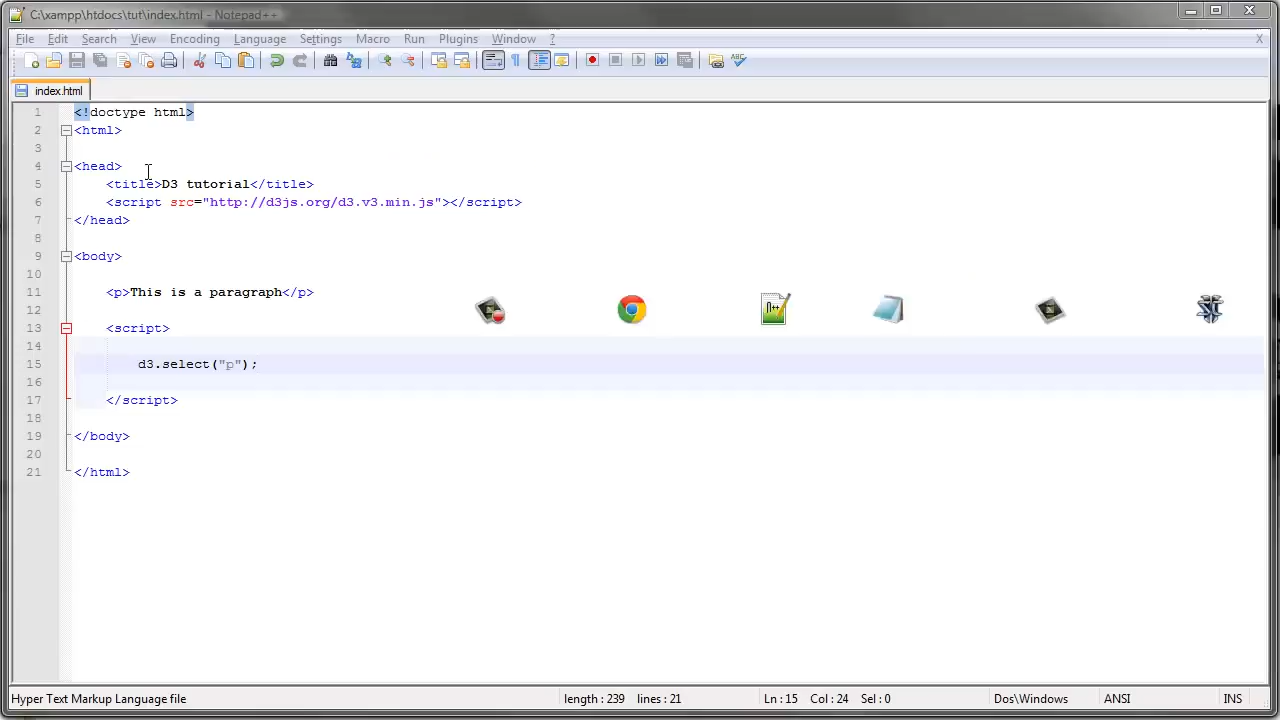 C:\xampp\htdocs\tut\index.html - Notepad++
File Edit Search View Encoding Language Settings Macro Run Plugins Window ? X
index.html
1 <!doctype html>
2 <html>
3
4 <head>
5 <title>D3 tutorial</title>
6 <script src="http://d3js.org/d3.v3.min.js"></script>
7 </head>
8
9 <body>
10
11 <p>This is a paragraph</p>
12
13 <script>
14
15 d3.select("p");
16
17 </script>
18
19 </body>
20
21 </html>
Hyper Text Markup Language file length : 239 lines : 21 Ln : 15 Col : 24 Sel : 0 Dos\Windows ANSI INS